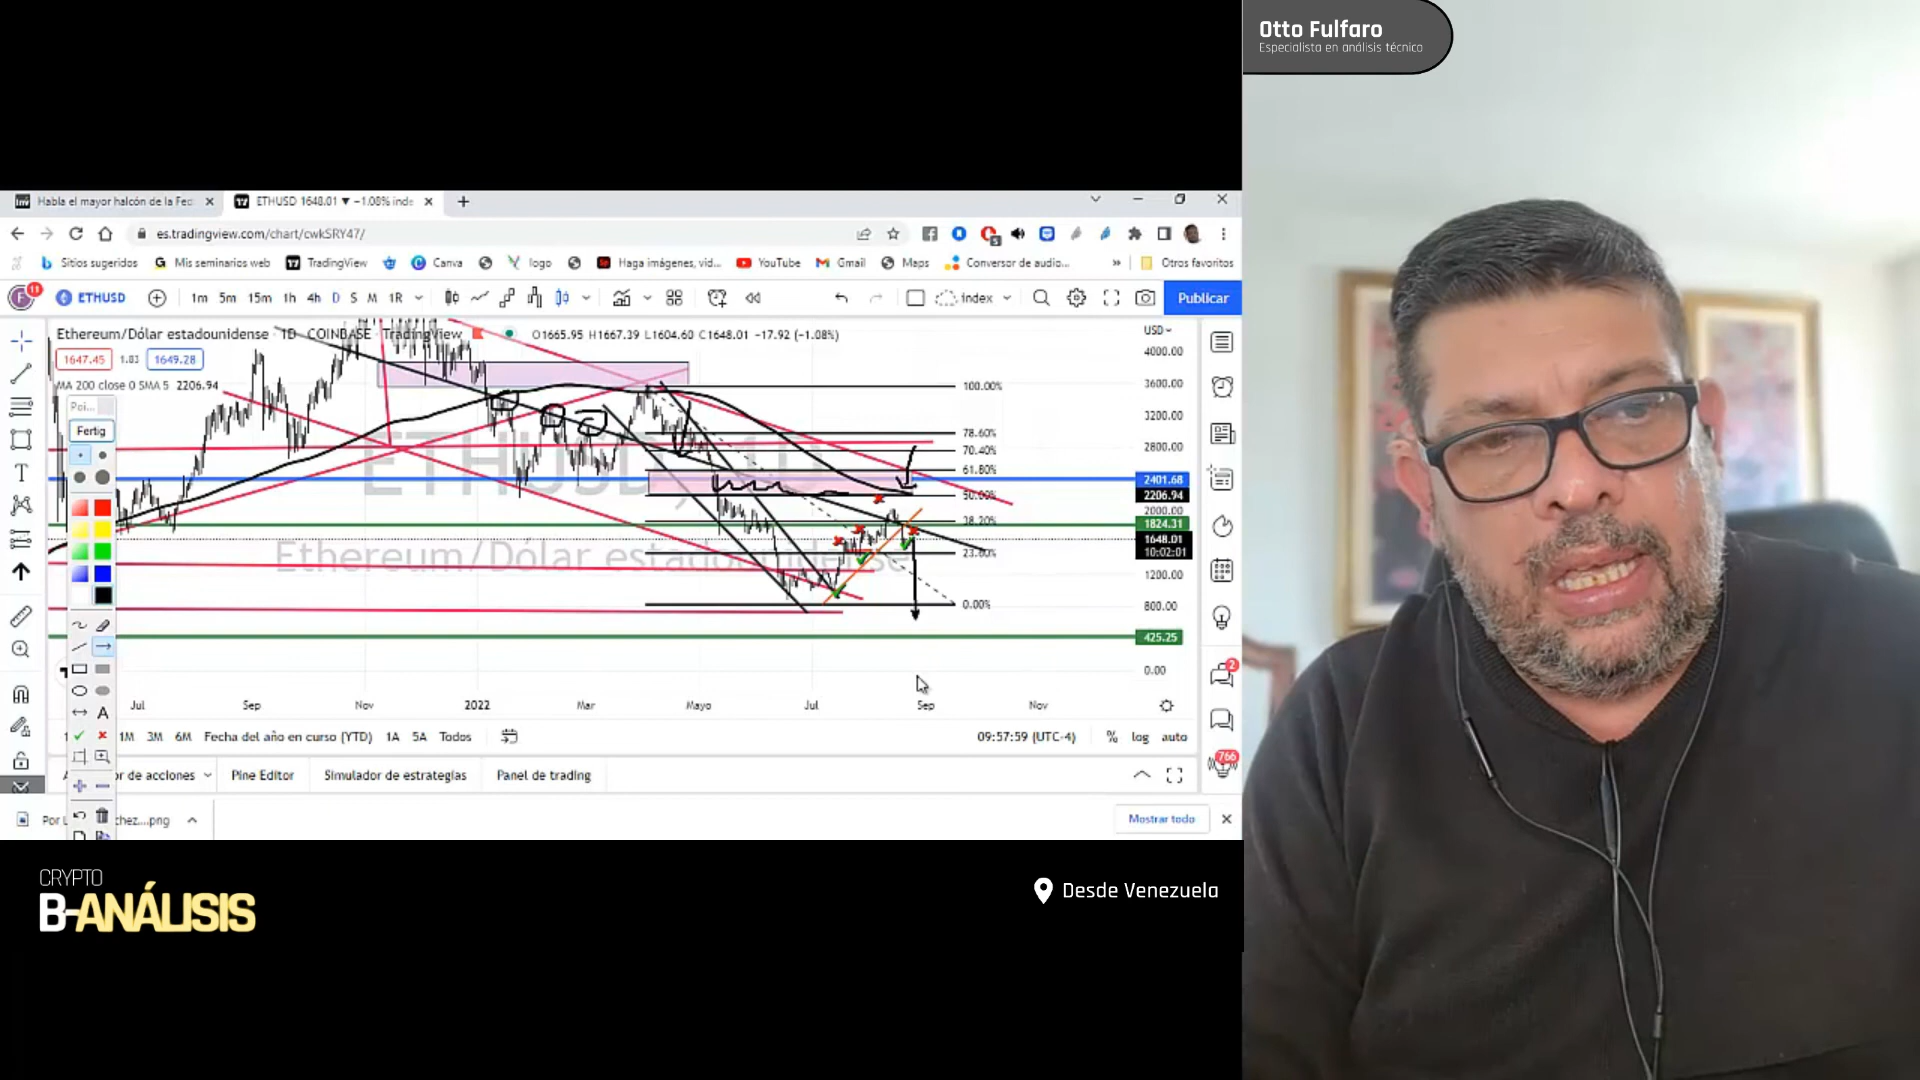 Otto Fulfaro
Especialista en análisis técnico
Habla el mayor halcón de la Fed
ETHUSD 1648.01 ▼ −1.08% inde
es.tradingview.com/chart/cwkSRY47/
Sitios sugeridos
Mis seminarios web
TradingView
Canva
logo
Haga imágenes, vid...
YouTube
Gmail
Maps
Conversor de audio...
»
Otros favoritos
11
ETHUSD
1m 5m 15m 1h 4h D S M 1R
index
Publicar
Ethereum/Dólar estadounidense · 1D · COINBASE · TradingView
O1665.95 H1667.39 L1604.60 C1648.01 −17.92 (−1.08%)
USD
1647.45 1.83 1649.28
MA 200 close 0 SMA 5 2206.94
Fertig
ETHUSD
Ethereum/Dólar estadounidense
100.00%
78.60%
70.40%
61.80%
50.00%
38.20%
23.60%
0.00%
4000.00
3600.00
3200.00
2800.00
2401.68
2206.94
2000.00
1824.31
1648.01
10:02:01
1200.00
800.00
425.25
0.00
Jul Sep Nov 2022 Mar Mayo Jul Sep Nov
1M 3M 6M Fecha del año en curso (YTD) 1A 5A Todos
09:57:59 (UTC-4) % log auto
or de acciones Pine Editor Simulador de estrategias Panel de trading
2
766
Mostrar todo
CRYPTO
B-ANÁLISIS
Desde Venezuela